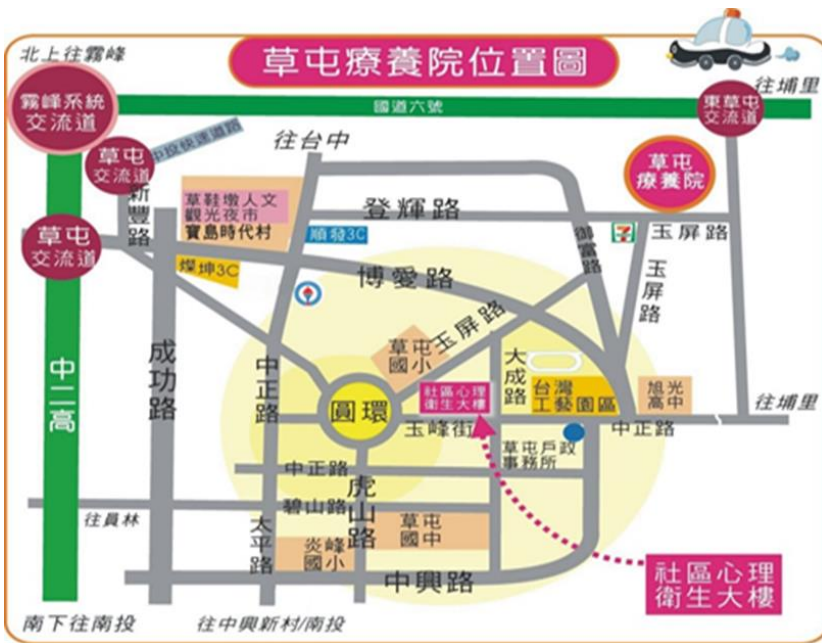 北上往霧峰
草屯療養院位置圖
往埔里
霧峰系統
交流道
國道六號
東草屯
交流道
中投快速道路
往台中
草屯
交流道
新豐路
草鞋墩人文
觀光夜市
寶島時代村
登輝路
草屯
療養院
順發3C
御富路
玉屏路
草屯
交流道
燦坤3C
博愛路
玉屏路
玉屏路
中二高
成功路
中正路
草屯
國小
大成路
圓環
社區心理
衛生大樓
台灣
工藝園區
旭光
高中
往埔里
玉峰街
中正路
草屯戶政
事務所
中正路
虎山路
碧山路
往員林
太平路
炎峰
國小
草屯
國中
中興路
社區心理
衛生大樓
南下往南投
往中興新村/南投